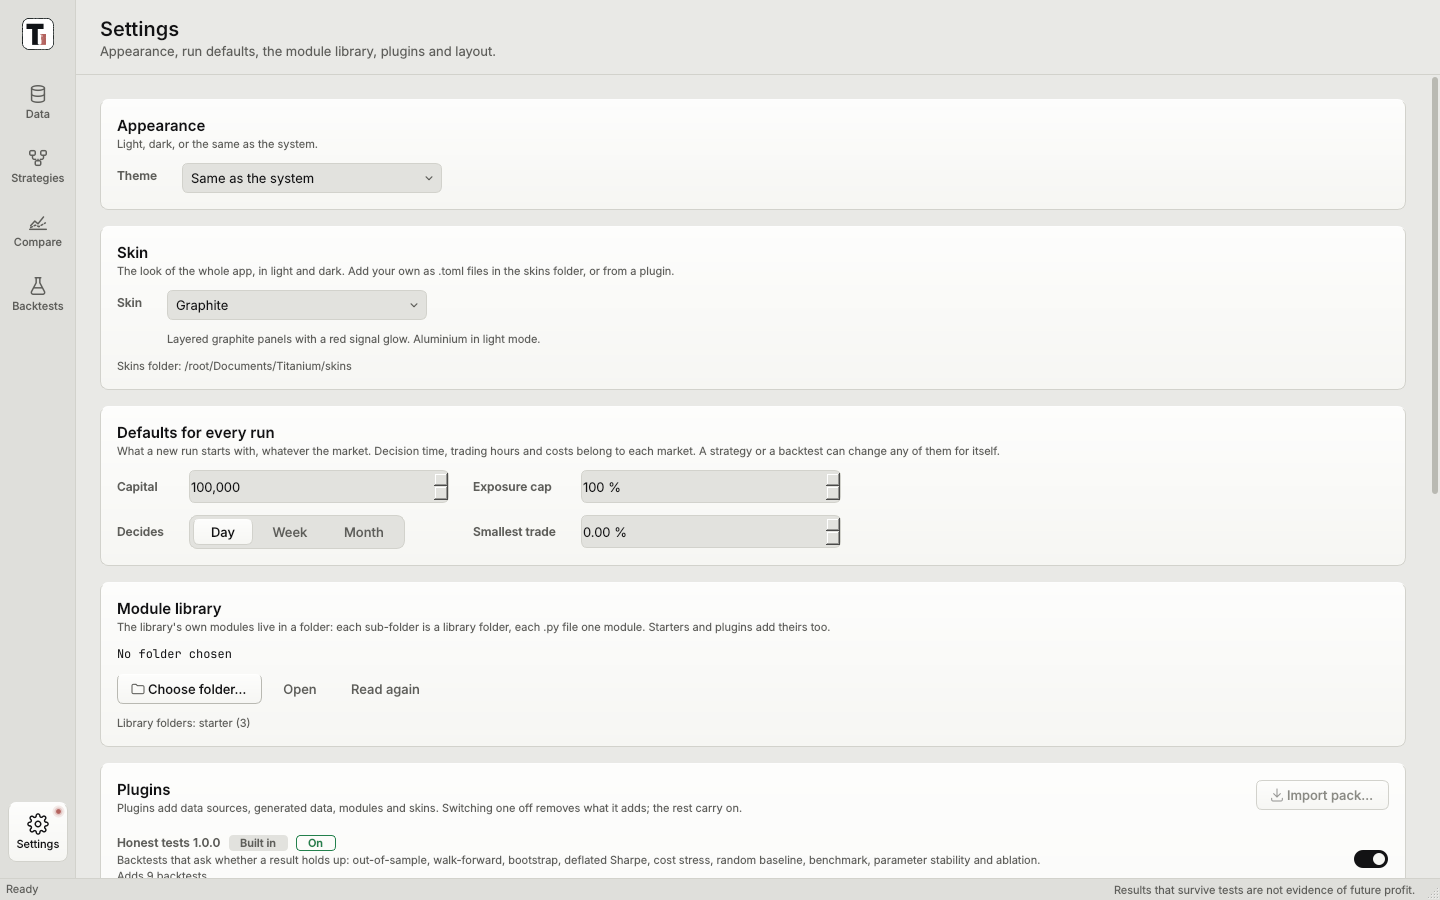 Settings
Appearance, run defaults, the module library, plugins and layout.
Data
Strategies
Compare
Backtests
Settings
Appearance
Light, dark, or the same as the system.
Theme
Same as the system
Skin
The look of the whole app, in light and dark. Add your own as .toml files in the skins folder, or from a plugin.
Skin
Graphite
Layered graphite panels with a red signal glow. Aluminium in light mode.
Skins folder: /root/Documents/Titanium/skins
Defaults for every run
What a new run starts with, whatever the market. Decision time, trading hours and costs belong to each market. A strategy or a backtest can change any of them for itself.
Capital 100,000 Exposure cap 100 %
Decides Day Week Month Smallest trade 0.00 %
Module library
The library's own modules live in a folder: each sub-folder is a library folder, each .py file one module. Starters and plugins add theirs too.
No folder chosen
Choose folder... Open Read again
Library folders: starter (3)
Plugins
Plugins add data sources, generated data, modules and skins. Switching one off removes what it adds; the rest carry on.
Import pack...
Honest tests 1.0.0 Built in On
Backtests that ask whether a result holds up: out-of-sample, walk-forward, bootstrap, deflated Sharpe, cost stress, random baseline, benchmark, parameter stability and ablation.
Adds 9 backtests
Ready
Results that survive tests are not evidence of future profit.